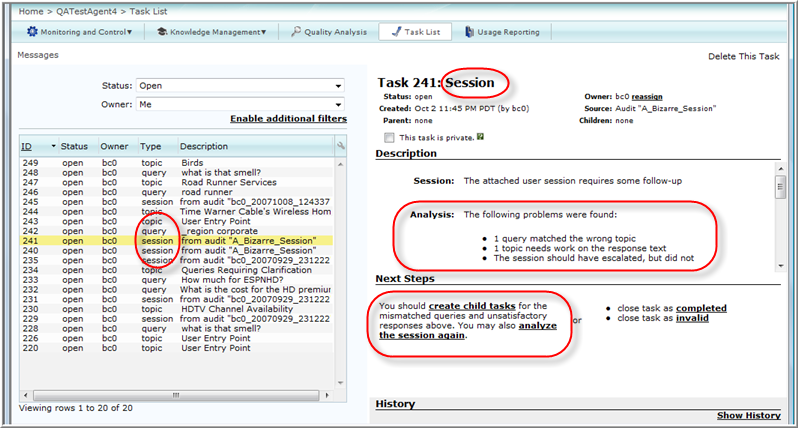 Home > QATestAgent4 > Task List
Monitoring and Control▾
Knowledge Management▾
Quality Analysis
Task List
Usage Reporting
Messages
Delete This Task
Status: Open
Owner: Me
Enable additional filters
ID Status Owner Type Description
249 open bc0 topic Birds
248 open bc0 query what is that smell?
247 open bc0 topic Road Runner Services
246 open bc0 query road runner
245 open bc0 session from audit "bc0_20071008_124337
244 open bc0 topic Time Warner Cable's Wireless Hom
243 open bc0 topic User Entry Point
242 open bc0 query _region corporate
241 open bc0 session from audit "A_Bizarre_Session"
240 open bc0 session from audit "A_Bizarre_Session"
235 open bc0 session from audit "bc0_20070929_231222
234 open bc0 topic Queries Requiring Clarification
233 open bc0 query How much for ESPNHD?
232 open bc0 query What is the cost for the HD premiun
231 open bc0 session from audit "bc0_20070929_231222
230 open bc0 topic HDTV Channel Availability
229 open bc0 session from audit "bc0_20070929_231222
228 open bc0 query what is that smell?
226 open bc0 topic User Entry Point
220 open bc0 topic User Entry Point
Viewing rows 1 to 20 of 20
Task 241: Session
Status: open
Owner: bc0 reassign
Created: Oct 2 11:45 PM PDT (by bc0)
Source: Audit "A_Bizarre_Session"
Parent: none
Children: none
This task is private. ?
Description
Session: The attached user session requires some follow-up
Analysis: The following problems were found:
• 1 query matched the wrong topic
• 1 topic needs work on the response text
• The session should have escalated, but did not
Next Steps
You should create child tasks for the
mismatched queries and unsatisfactory
responses above. You may also analyze
the session again.
or
• close task as completed
• close task as invalid
History
Show History